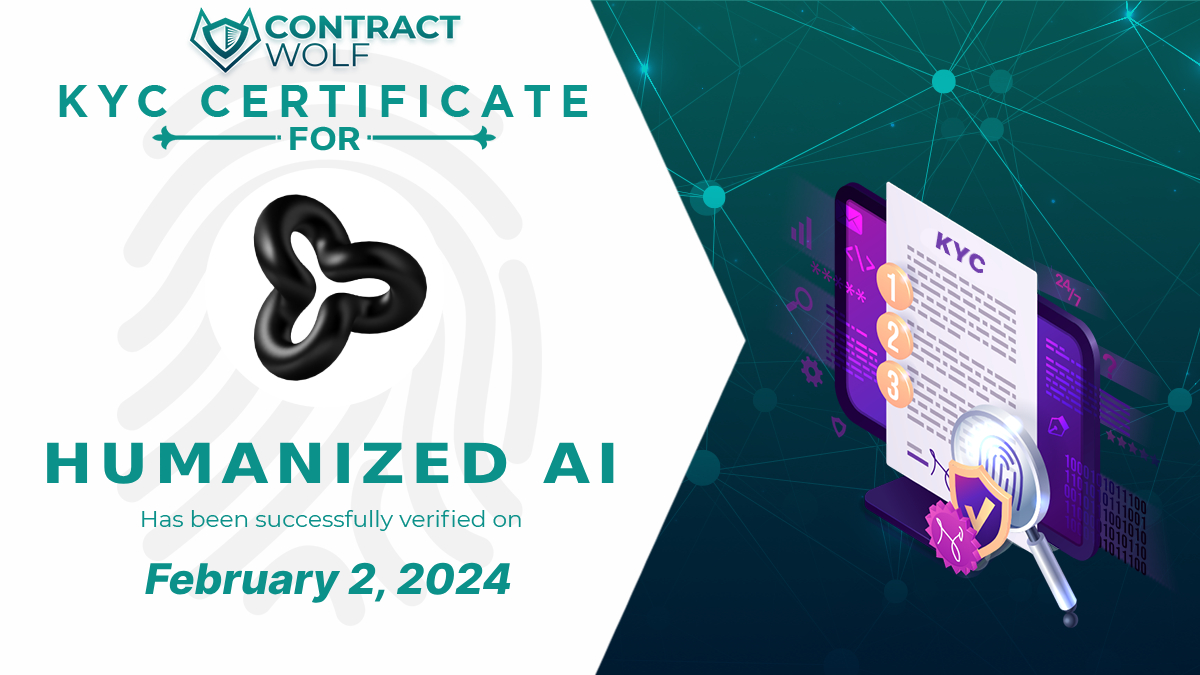 CONTRACT
WOLF
KYC CERTIFICATE
FOR
HUMANIZED AI
Has been successfully verified on
February 2, 2024
KYC
1
2
3
24/7